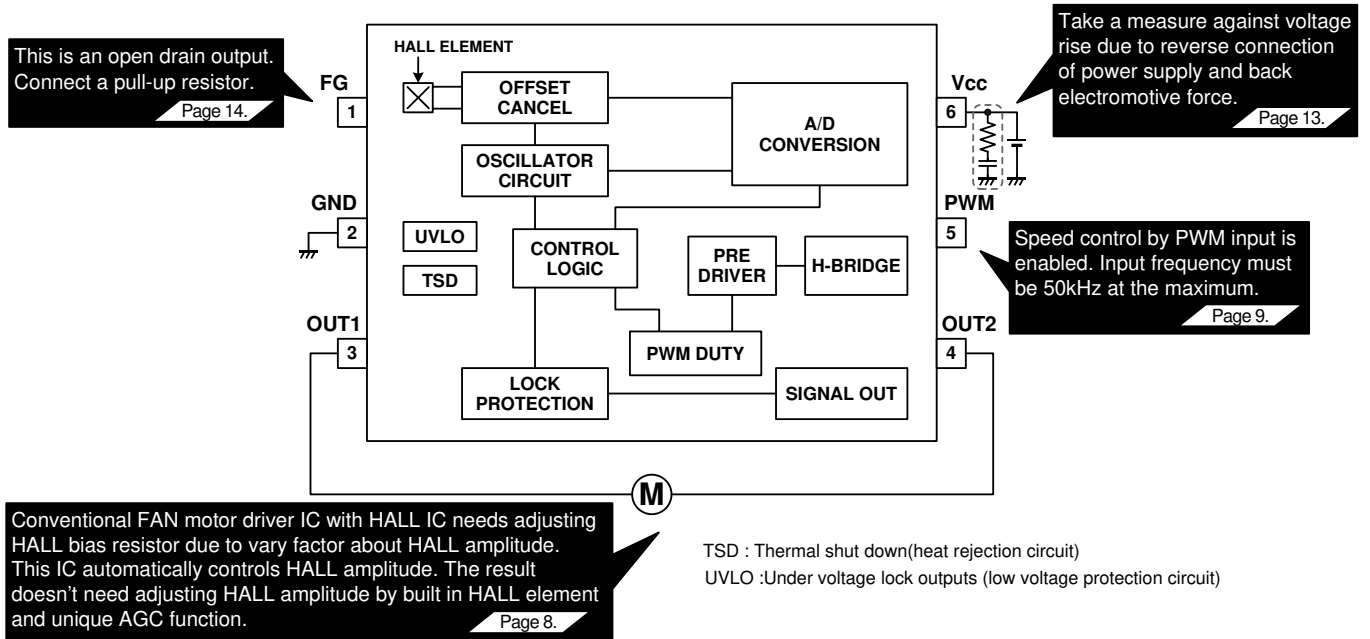 This is an open drain output.
Connect a pull-up resistor.
Page 14.
HALL ELEMENT
FG
1
OFFSET
CANCEL
A/D
CONVERSION
Vcc
6
Take a measure against voltage
rise due to reverse connection
of power supply and back
electromotive force.
Page 13.
OSCILLATOR
CIRCUIT
GND
2
UVLO
TSD
CONTROL
LOGIC
PRE
DRIVER
H-BRIDGE
PWM
5
Speed control by PWM input is
enabled. Input frequency must
be 50kHz at the maximum.
Page 9.
OUT1
3
PWM DUTY
OUT2
4
LOCK
PROTECTION
SIGNAL OUT
M
Conventional FAN motor driver IC with HALL IC needs adjusting
HALL bias resistor due to vary factor about HALL amplitude.
This IC automatically controls HALL amplitude. The result
doesn't need adjusting HALL amplitude by built in HALL element
and unique AGC function.
Page 8.
TSD : Thermal shut down(heat rejection circuit)
UVLO :Under voltage lock outputs (low voltage protection circuit)